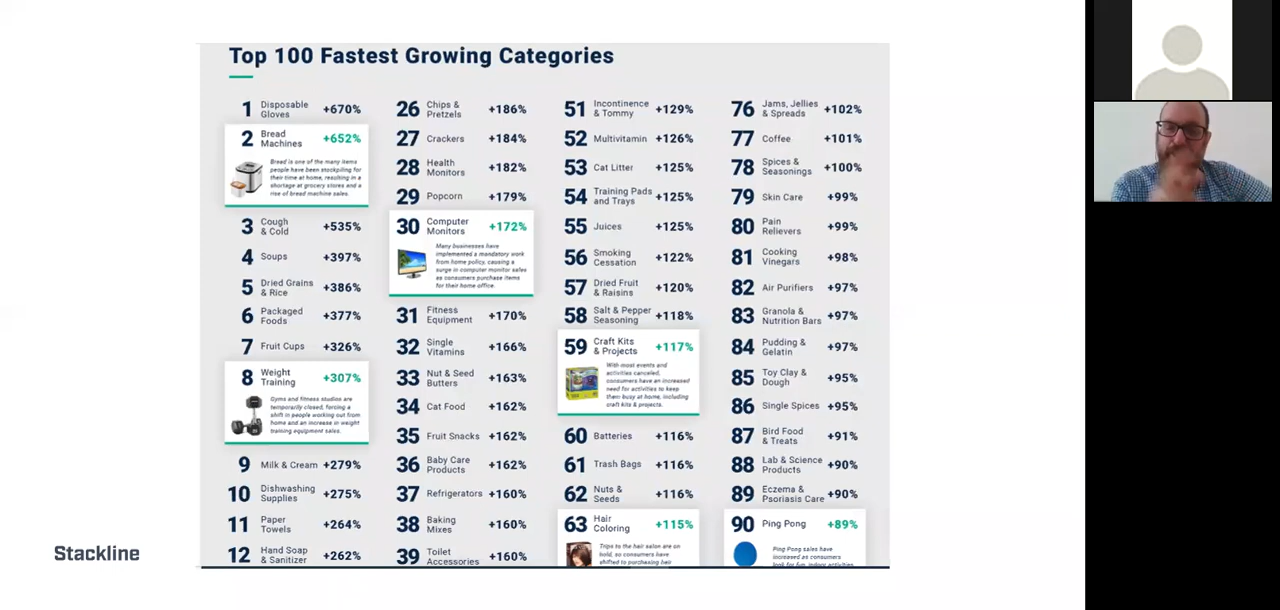 Top 100 Fastest Growing Categories
1 Disposable Gloves +670%
2 Bread Machines +652%
Bread is one of the many items
people have been stockpiling for
their time at home, resulting in a
shortage at grocery stores and a
rise of bread machine sales.
3 Cough & Cold +535%
4 Soups +397%
5 Dried Grains & Rice +386%
6 Packaged Foods +377%
7 Fruit Cups +326%
8 Weight Training +307%
Gyms and fitness studios are
temporarily closed, forcing a
shift in people working out from
home and an increase in weight
training equipment sales.
9 Milk & Cream +279%
10 Dishwashing Supplies +275%
11 Paper Towels +264%
12 Hand Soap & Sanitizer +262%
26 Chips & Pretzels +186%
27 Crackers +184%
28 Health Monitors +182%
29 Popcorn +179%
30 Computer Monitors +172%
Many businesses have
implemented a mandatory work
from home policy, causing a
surge in computer monitor sales
as consumers purchase items
for their home office.
31 Fitness Equipment +170%
32 Single Vitamins +166%
33 Nut & Seed Butters +163%
34 Cat Food +162%
35 Fruit Snacks +162%
36 Baby Care Products +162%
37 Refrigerators +160%
38 Baking Mixes +160%
39 Toilet Accessories +160%
51 Incontinence & Tommy +129%
52 Multivitamin +126%
53 Cat Litter +125%
54 Training Pads and Trays +125%
55 Juices +125%
56 Smoking Cessation +122%
57 Dried Fruit & Raisins +120%
58 Salt & Pepper Seasoning +118%
59 Craft Kits & Projects +117%
With most events and
activities canceled,
consumers have an increased
need for activities to keep
them busy at home, including
craft kits & projects.
60 Batteries +116%
61 Trash Bags +116%
62 Nuts & Seeds +116%
63 Hair Coloring +115%
Trips to the hair salon are on
hold, so consumers have
shifted to purchasing hair
76 Jams, Jellies & Spreads +102%
77 Coffee +101%
78 Spices & Seasonings +100%
79 Skin Care +99%
80 Pain Relievers +99%
81 Cooking Vinegars +98%
82 Air Purifiers +97%
83 Granola & Nutrition Bars +97%
84 Pudding & Gelatin +97%
85 Toy Clay & Dough +95%
86 Single Spices +95%
87 Bird Food & Treats +91%
88 Lab & Science Products +90%
89 Eczema & Psoriasis Care +90%
90 Ping Pong +89%
Ping Pong sales have
increased as consumers
look for fun, indoor activities
Stackline